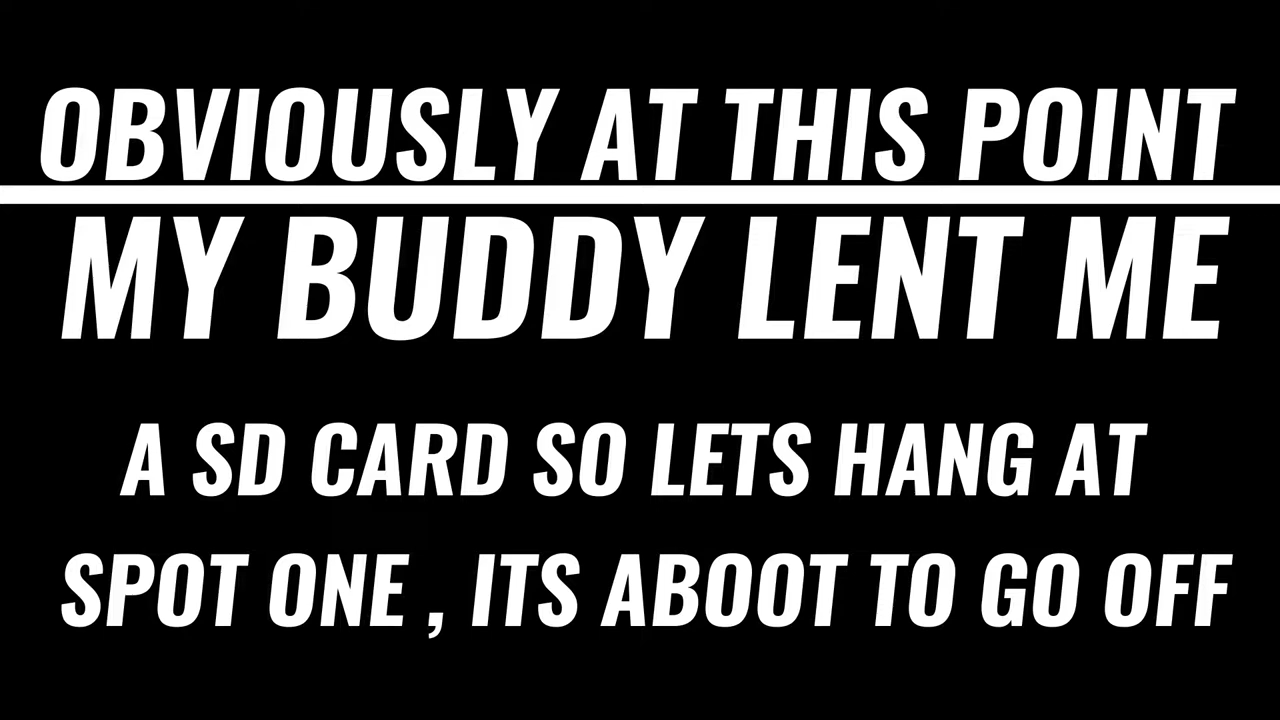 OBVIOUSLY AT THIS POINT
MY BUDDY LENT ME
A SD CARD SO LETS HANG AT
SPOT ONE , ITS ABOOT TO GO OFF